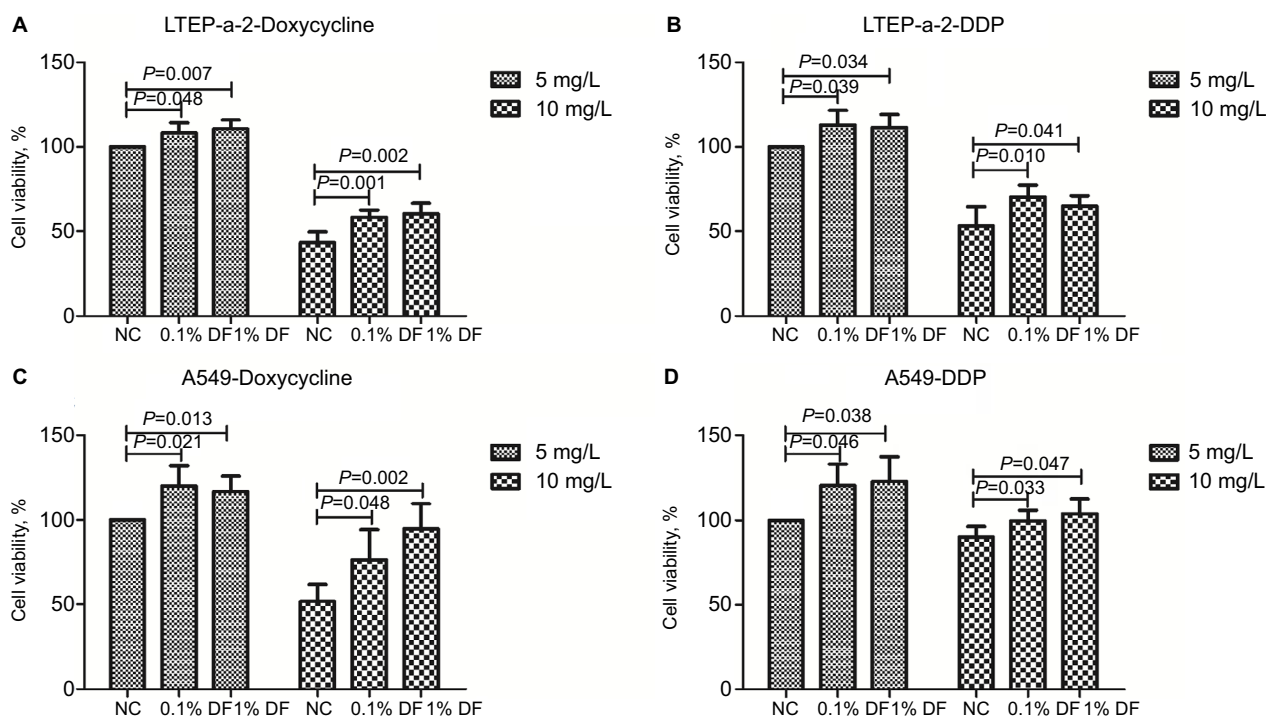 A
LTEP-a-2-Doxycycline
150
100
50
0
Cell viability, %
P=0.007
P=0.048
P=0.002
P=0.001
NC 0.1% DF 1% DF NC 0.1% DF 1% DF
5 mg/L
10 mg/L
B
LTEP-a-2-DDP
150
100
50
0
Cell viability, %
P=0.034
P=0.039
P=0.041
P=0.010
NC 0.1% DF 1% DF NC 0.1% DF 1% DF
5 mg/L
10 mg/L
C
A549-Doxycycline
150
100
50
0
Cell viability, %
P=0.013
P=0.021
P=0.002
P=0.048
NC 0.1% DF 1% DF NC 0.1% DF 1% DF
5 mg/L
10 mg/L
D
A549-DDP
150
100
50
0
Cell viability, %
P=0.038
P=0.046
P=0.047
P=0.033
NC 0.1% DF 1% DF NC 0.1% DF 1% DF
5 mg/L
10 mg/L